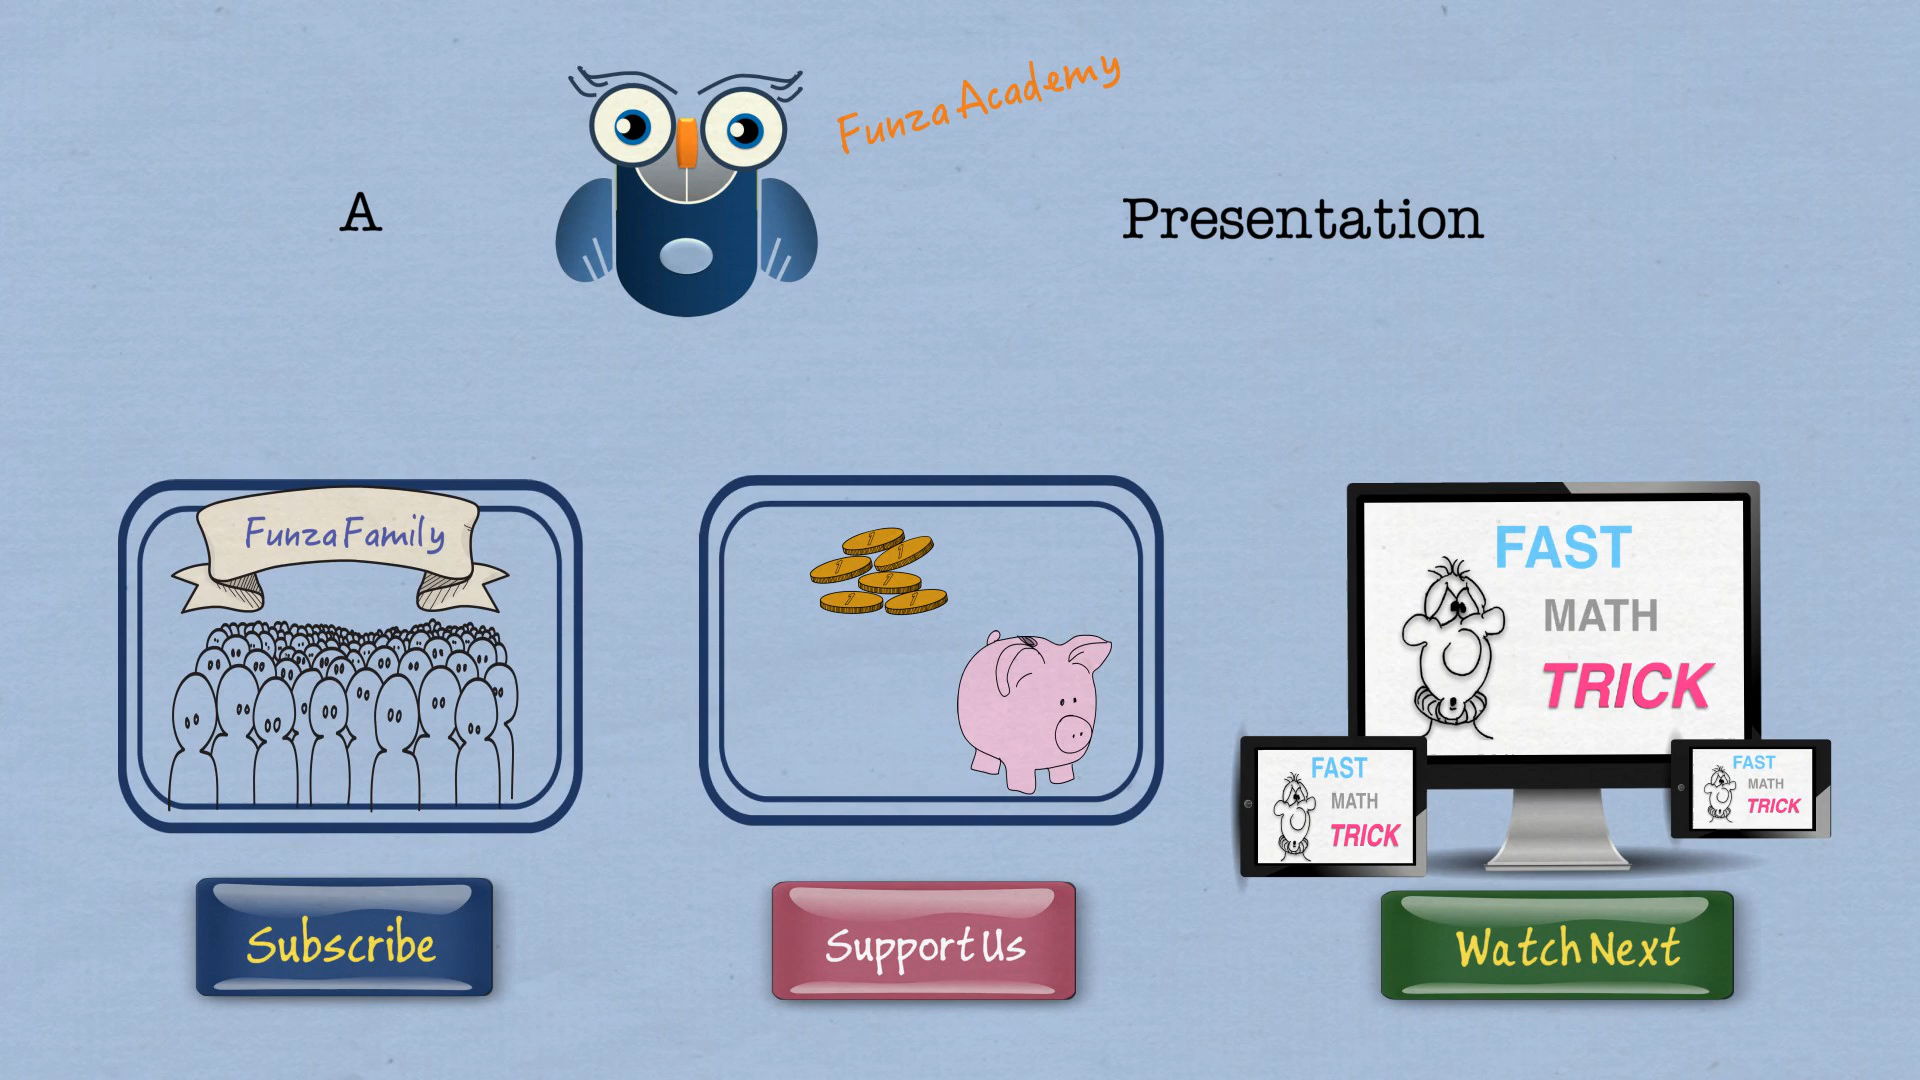 Funza Academy
A
Presentation
Funza Family
FAST
MATH
TRICK
FAST
MATH
TRICK
FAST
MATH
TRICK
Subscribe
Support Us
Watch Next